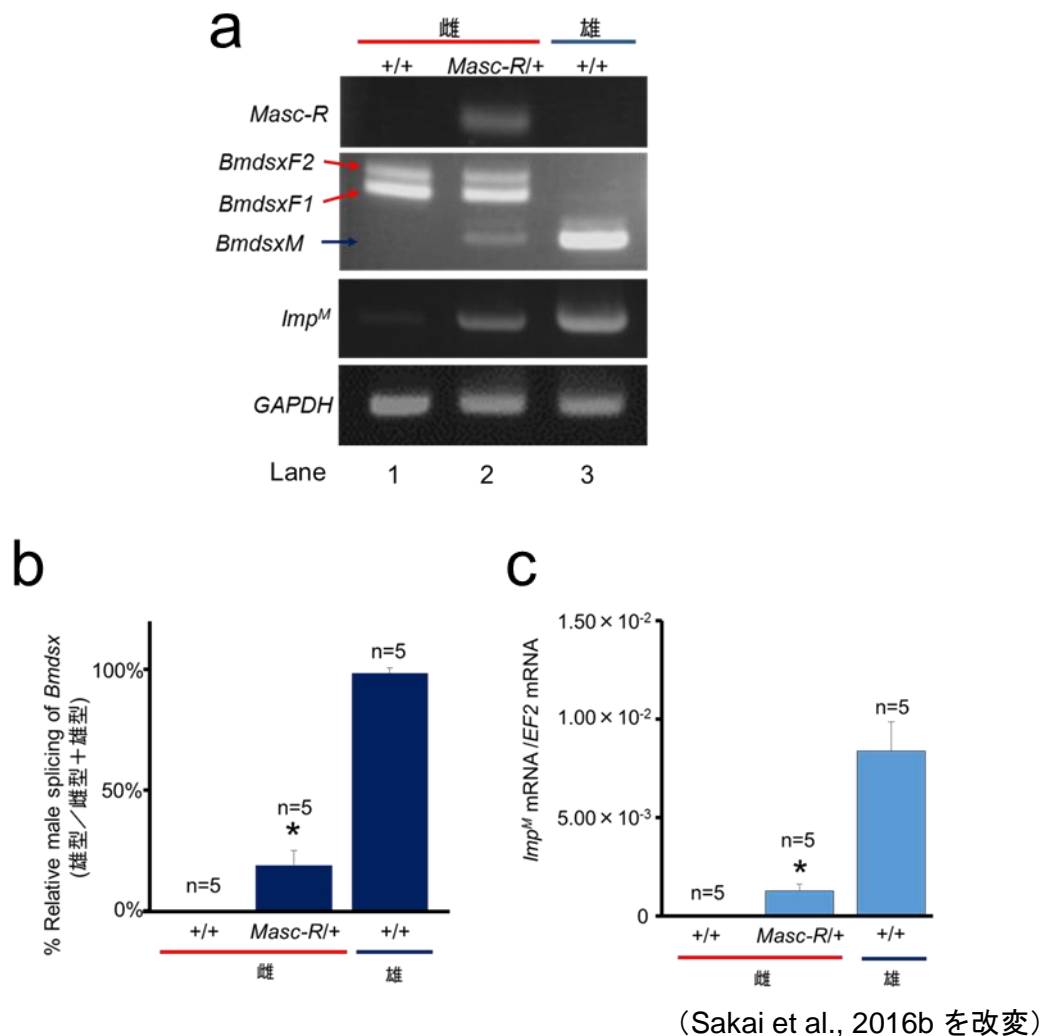 a
雌 雄
+/+ Masc-R/+ +/+
Masc-R
BmdsxF2
BmdsxF1
BmdsxM
Imp^M
GAPDH
Lane 1 2 3
b
% Relative male splicing of Bmdsx
(雄型／雌型＋雄型)
100%
50%
0%
n=5
n=5
*
n=5
+/+ Masc-R/+ +/+
雌 雄
c
Imp^M mRNA /EF2 mRNA
1.50×10⁻²
1.00×10⁻²
5.00×10⁻³
0
n=5
n=5
*
n=5
+/+ Masc-R/+ +/+
雌 雄
（Sakai et al., 2016b を改変）